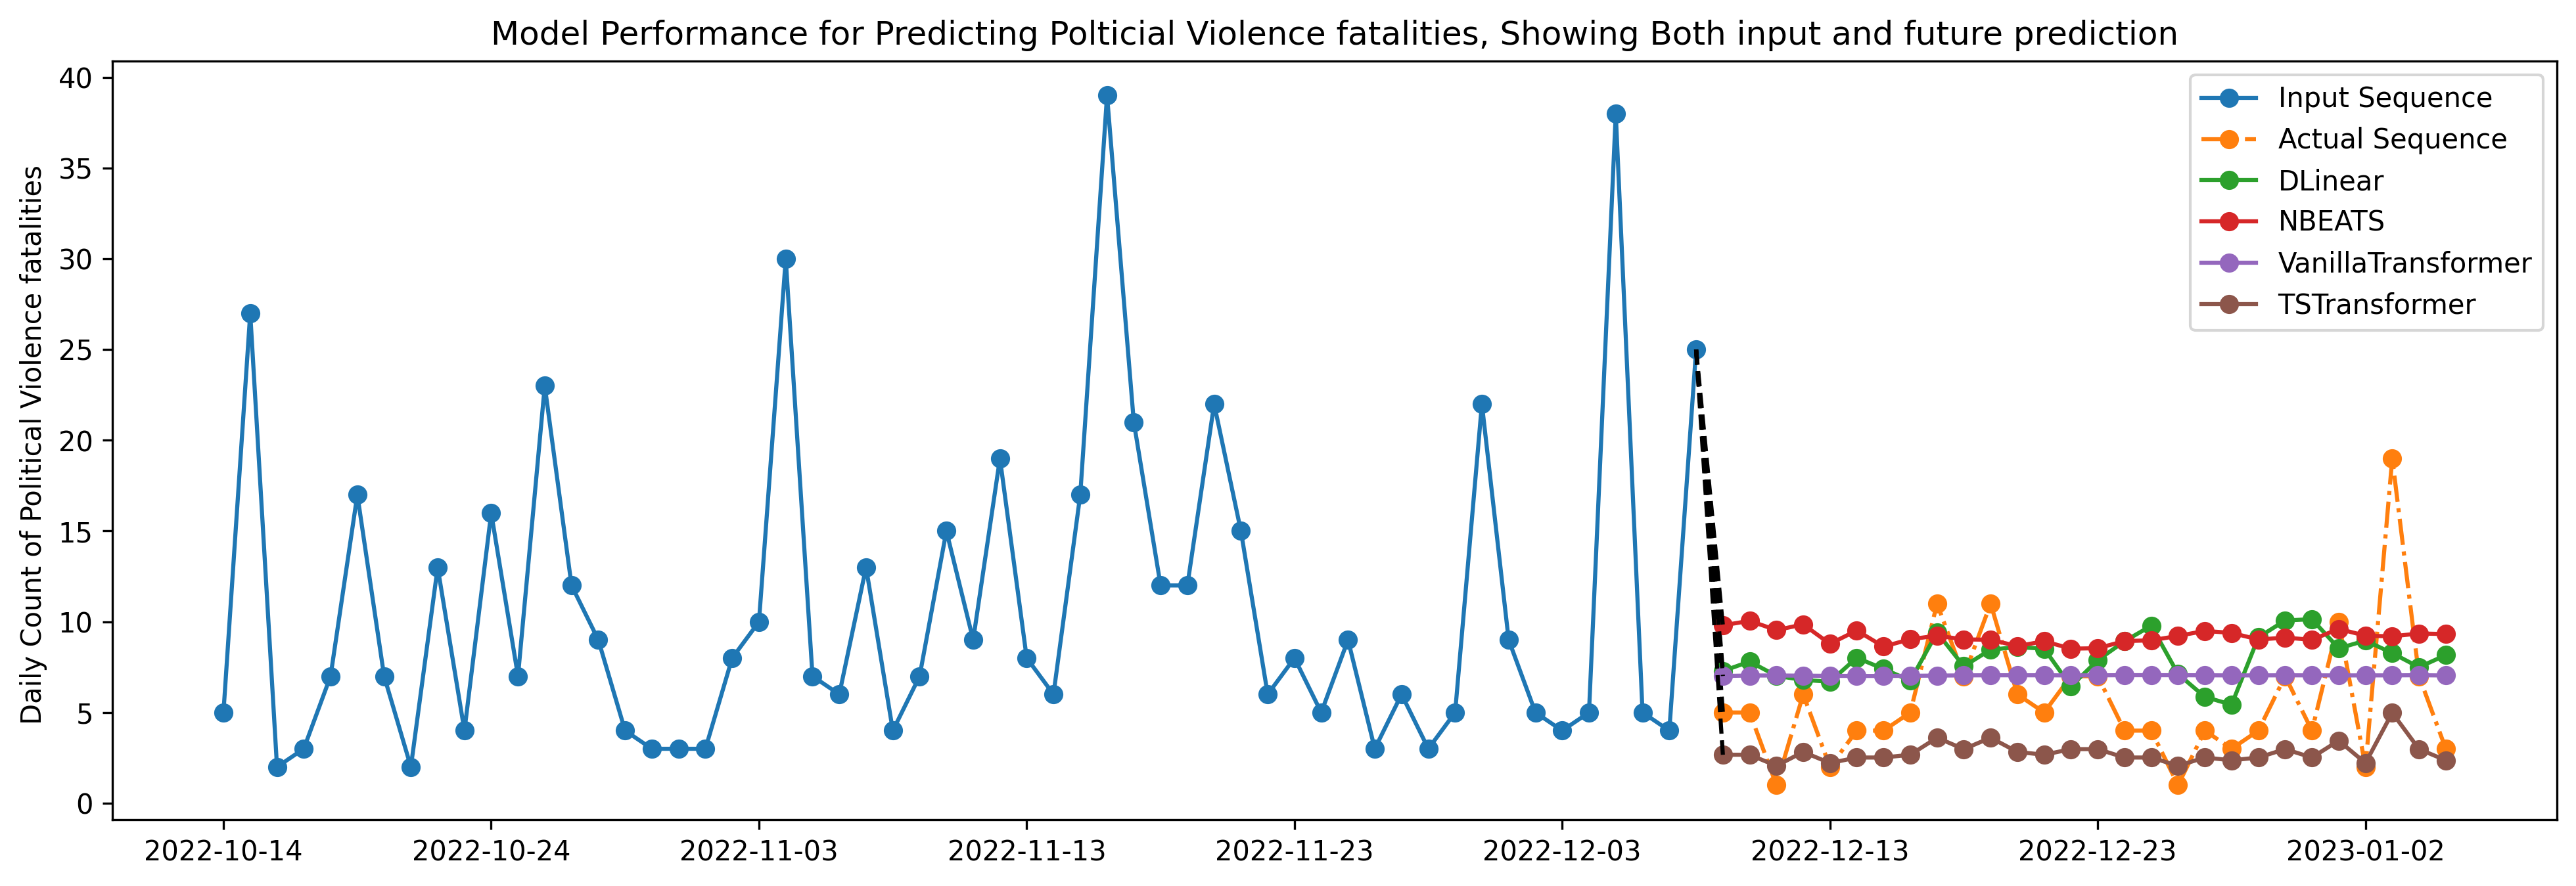 Model Performance for Predicting Polticial Violence fatalities, Showing Both input and future prediction
Daily Count of Political Violence fatalities
40
35
30
25
20
15
10
5
0
Input Sequence
Actual Sequence
DLinear
NBEATS
VanillaTransformer
TSTransformer
2022-10-14
2022-10-24
2022-11-03
2022-11-13
2022-11-23
2022-12-03
2022-12-13
2022-12-23
2023-01-02